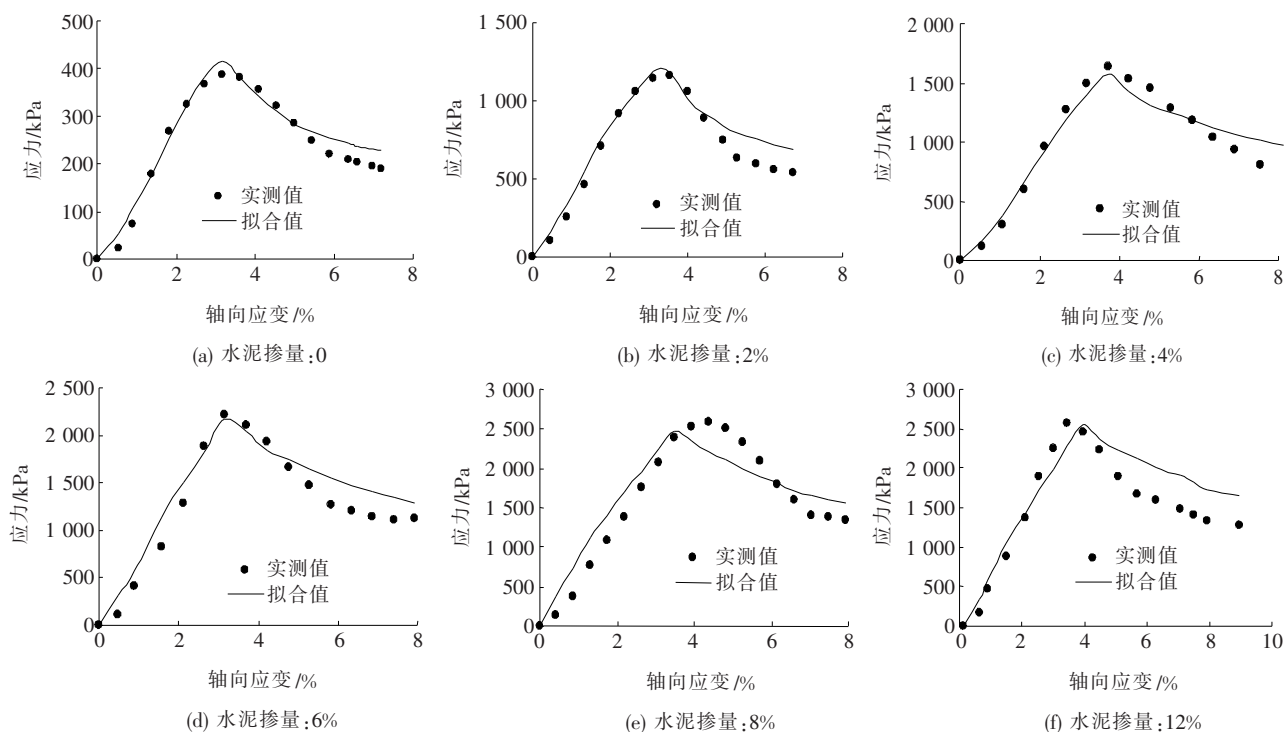 500
400
300
200
100
0
0 2 4 6 8
应力/kPa
实测值
拟合值
轴向应变/%
(a) 水泥掺量:0
1 500
1 000
500
0
0 2 4 6 8
应力/kPa
实测值
拟合值
轴向应变/%
(b) 水泥掺量:2%
2 000
1 500
1 000
500
0
0 2 4 6 8
应力/kPa
实测值
拟合值
轴向应变/%
(c) 水泥掺量:4%
2 500
2 000
1 500
1 000
500
0
0 2 4 6 8
应力/kPa
实测值
拟合值
轴向应变/%
(d) 水泥掺量:6%
3 000
2 500
2 000
1 500
1 000
500
0
0 2 4 6 8
应力/kPa
实测值
拟合值
轴向应变/%
(e) 水泥掺量:8%
3 000
2 500
2 000
1 500
1 000
500
0
0 2 4 6 8 10
应力/kPa
实测值
拟合值
轴向应变/%
(f) 水泥掺量:12%